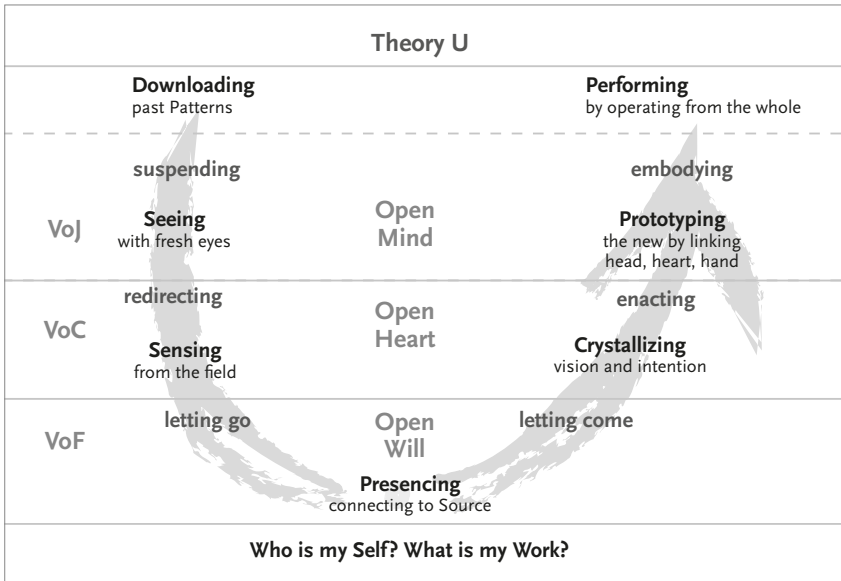 Theory U
Downloading
past Patterns
Performing
by operating from the whole
suspending
embodying
VoJ
Seeing
with fresh eyes
Open
Mind
Prototyping
the new by linking
head, heart, hand
redirecting
enacting
VoC
Open
Heart
Sensing
from the field
Crystallizing
vision and intention
VoF
letting go
Open
Will
letting come
Presencing
connecting to Source
Who is my Self? What is my Work?